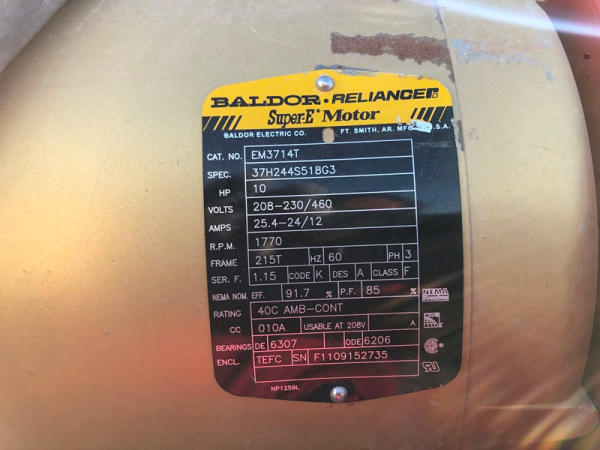 BALDOR·RELIANCER
Super-E® Motor
BALDOR ELECTRIC CO. FT. SMITH, AR. MFG. U.S.A.
CAT. NO. EM3714T
SPEC. 37H244S518G3
HP 10
VOLTS 208-230/460
AMPS 25.4-24/12
R.P.M. 1770
FRAME 215T HZ 60 PH 3
SER. F. 1.15 CODE K DES A CLASS F
NEMA NOM. EFF. 91.7 % P.F. 85 %
RATING 40C AMB-CONT
CC 010A USABLE AT 208V A
BEARINGS DE 6307 ODE 6206
ENCL. TEFC SN F1109152735
NEMA
Premium
NP1259L